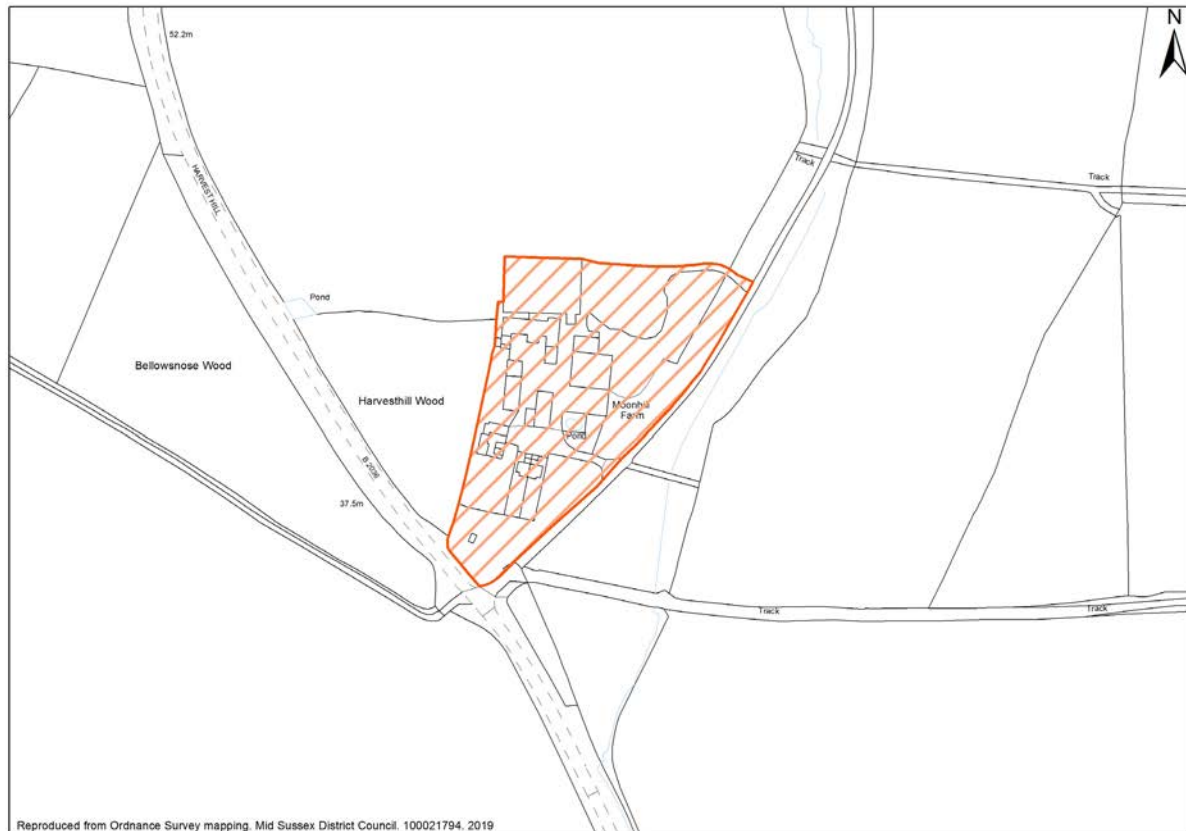 N
52.2m
HARVEST HILL
Track
Track
Pond
Bellowsnose Wood
Harvesthill Wood
Moonhill
Farm
Pond
B 2036
37.5m
Track
Track
Reproduced from Ordnance Survey mapping. Mid Sussex District Council. 100021794. 2019